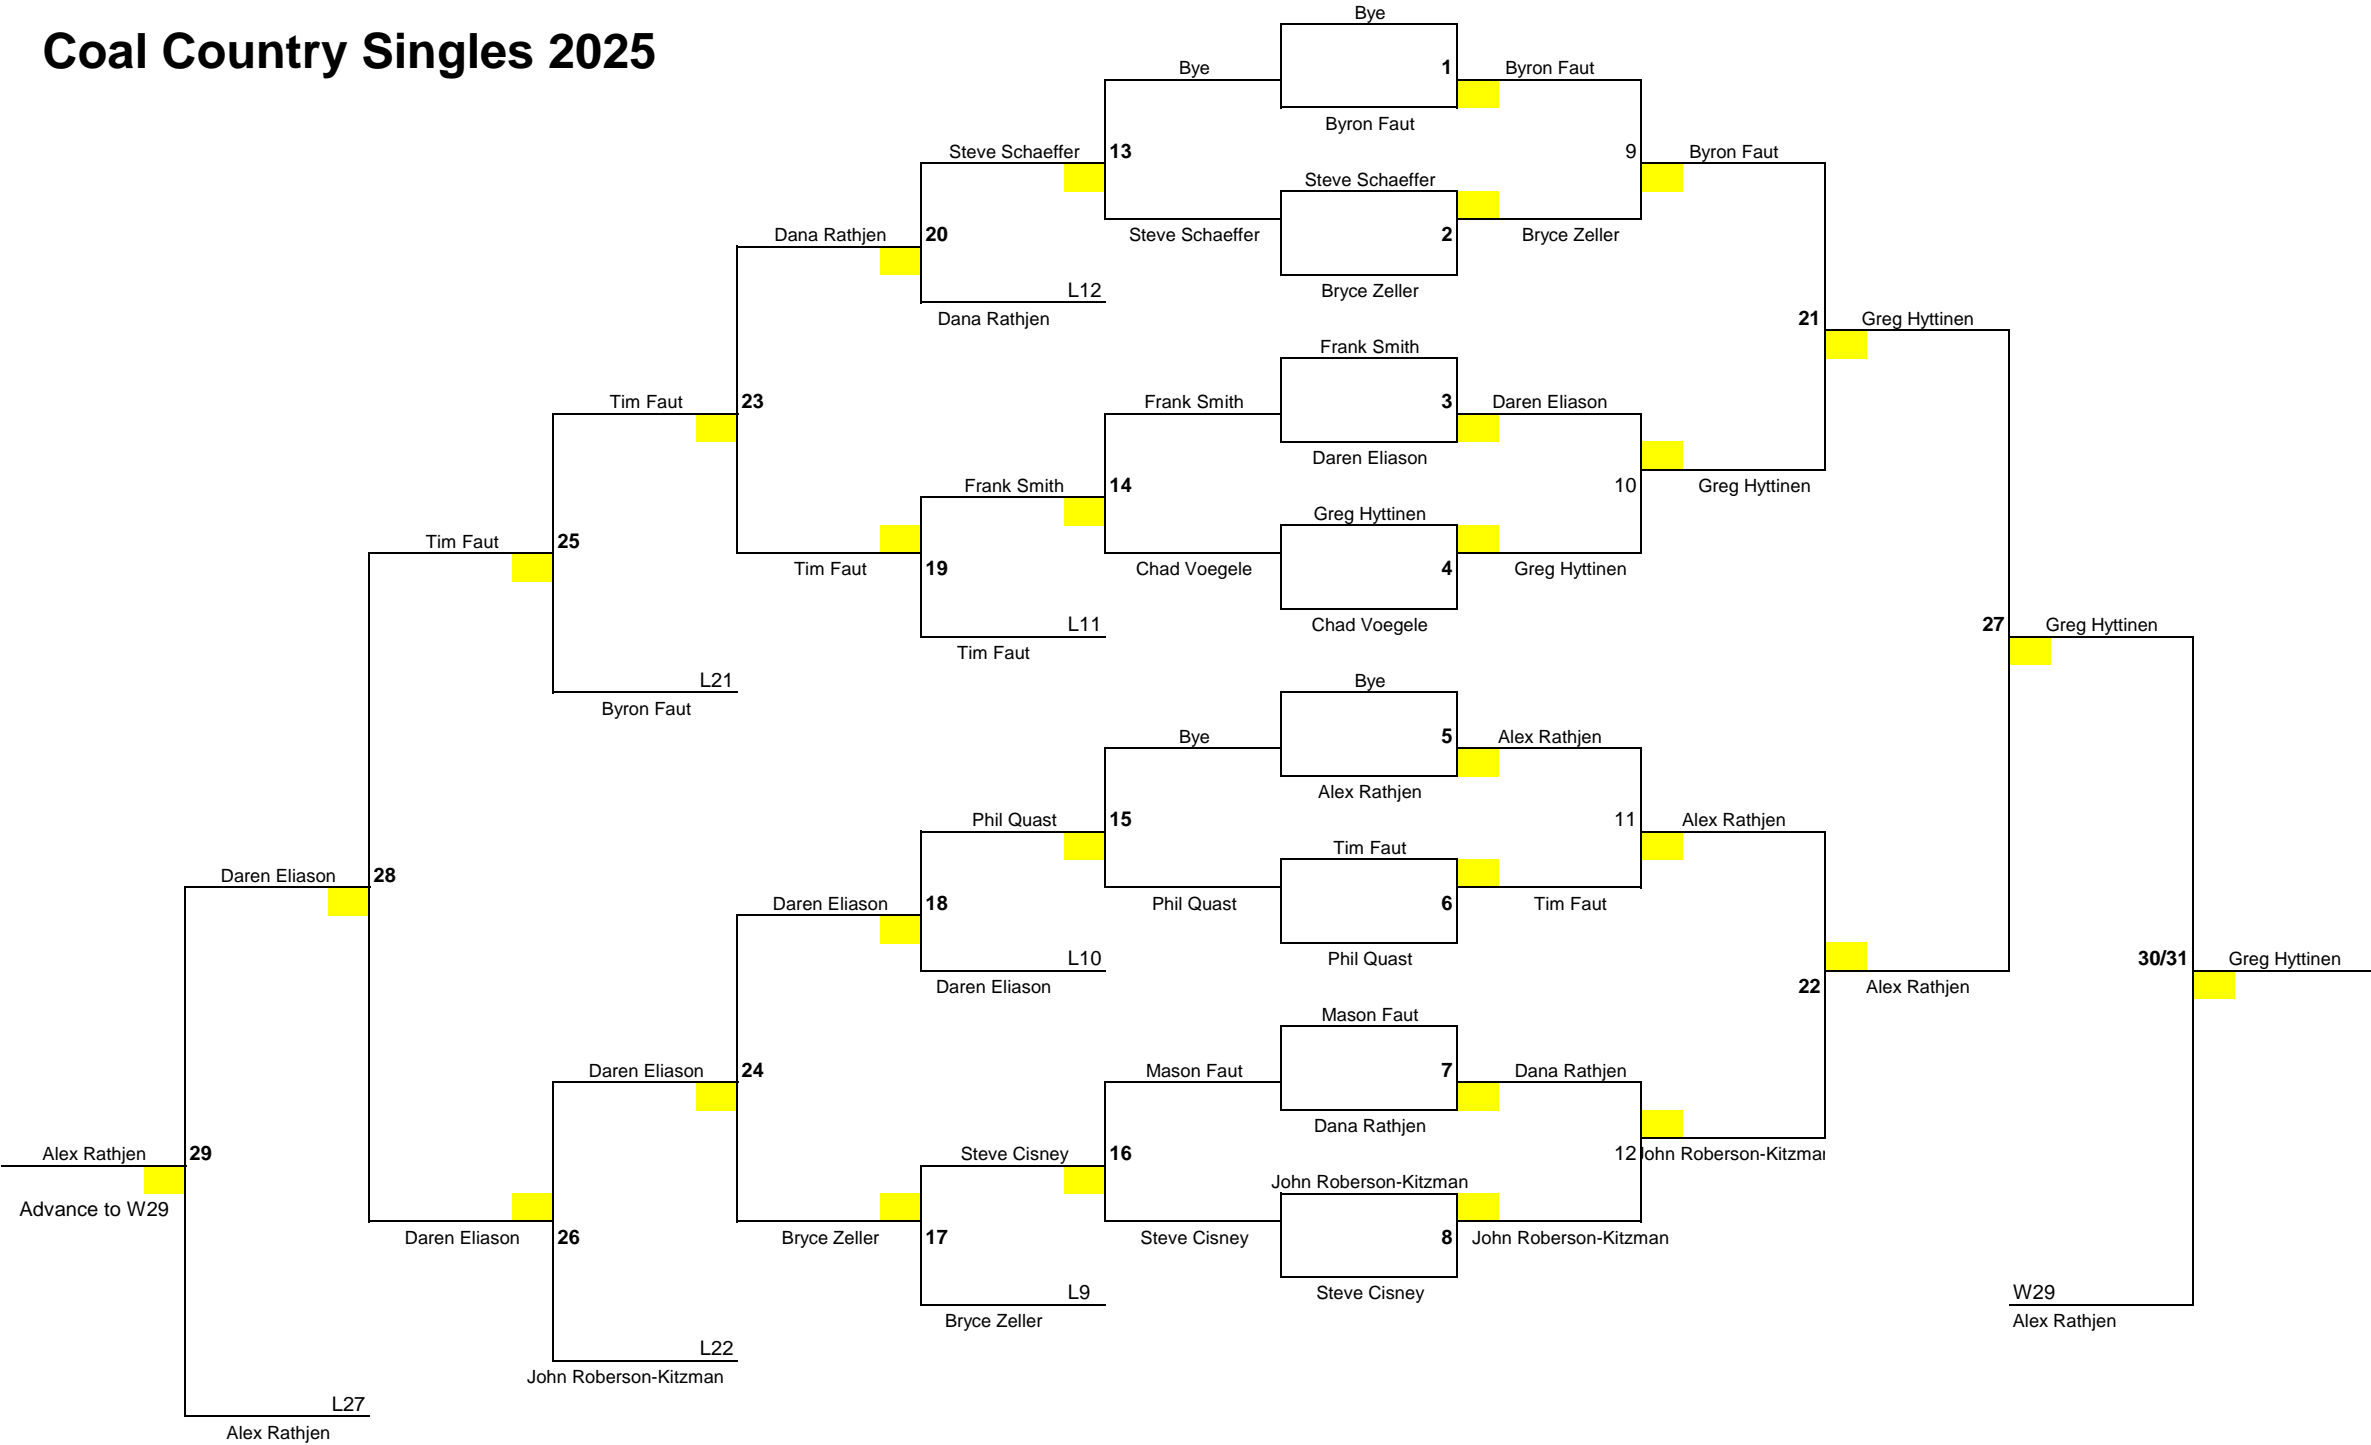 Coal Country Singles 2025
Bye
Bye
1
Byron Faut
Byron Faut
Steve Schaeffer
13
9
Byron Faut
Steve Schaeffer
Dana Rathjen
20
Steve Schaeffer
2
Bryce Zeller
L12
Bryce Zeller
Dana Rathjen
21
Greg Hyttinen
Frank Smith
Tim Faut
23
Frank Smith
3
Daren Eliason
Daren Eliason
Frank Smith
14
10
Greg Hyttinen
Greg Hyttinen
Tim Faut
25
Tim Faut
19
Chad Voegele
4
Greg Hyttinen
L11
Chad Voegele
27
Greg Hyttinen
Tim Faut
L21
Bye
Byron Faut
Bye
5
Alex Rathjen
Alex Rathjen
Phil Quast
15
11
Alex Rathjen
Tim Faut
Daren Eliason
28
Daren Eliason
18
Phil Quast
6
Tim Faut
L10
Phil Quast
30/31
Greg Hyttinen
Daren Eliason
22
Alex Rathjen
Mason Faut
Daren Eliason
24
Mason Faut
7
Dana Rathjen
Dana Rathjen
Alex Rathjen
29
Steve Cisney
16
12
John Roberson-Kitzman
John Roberson-Kitzman
Advance to W29
Daren Eliason
26
Bryce Zeller
17
Steve Cisney
8
John Roberson-Kitzman
L9
Steve Cisney
W29
Bryce Zeller
Alex Rathjen
L22
John Roberson-Kitzman
L27
Alex Rathjen